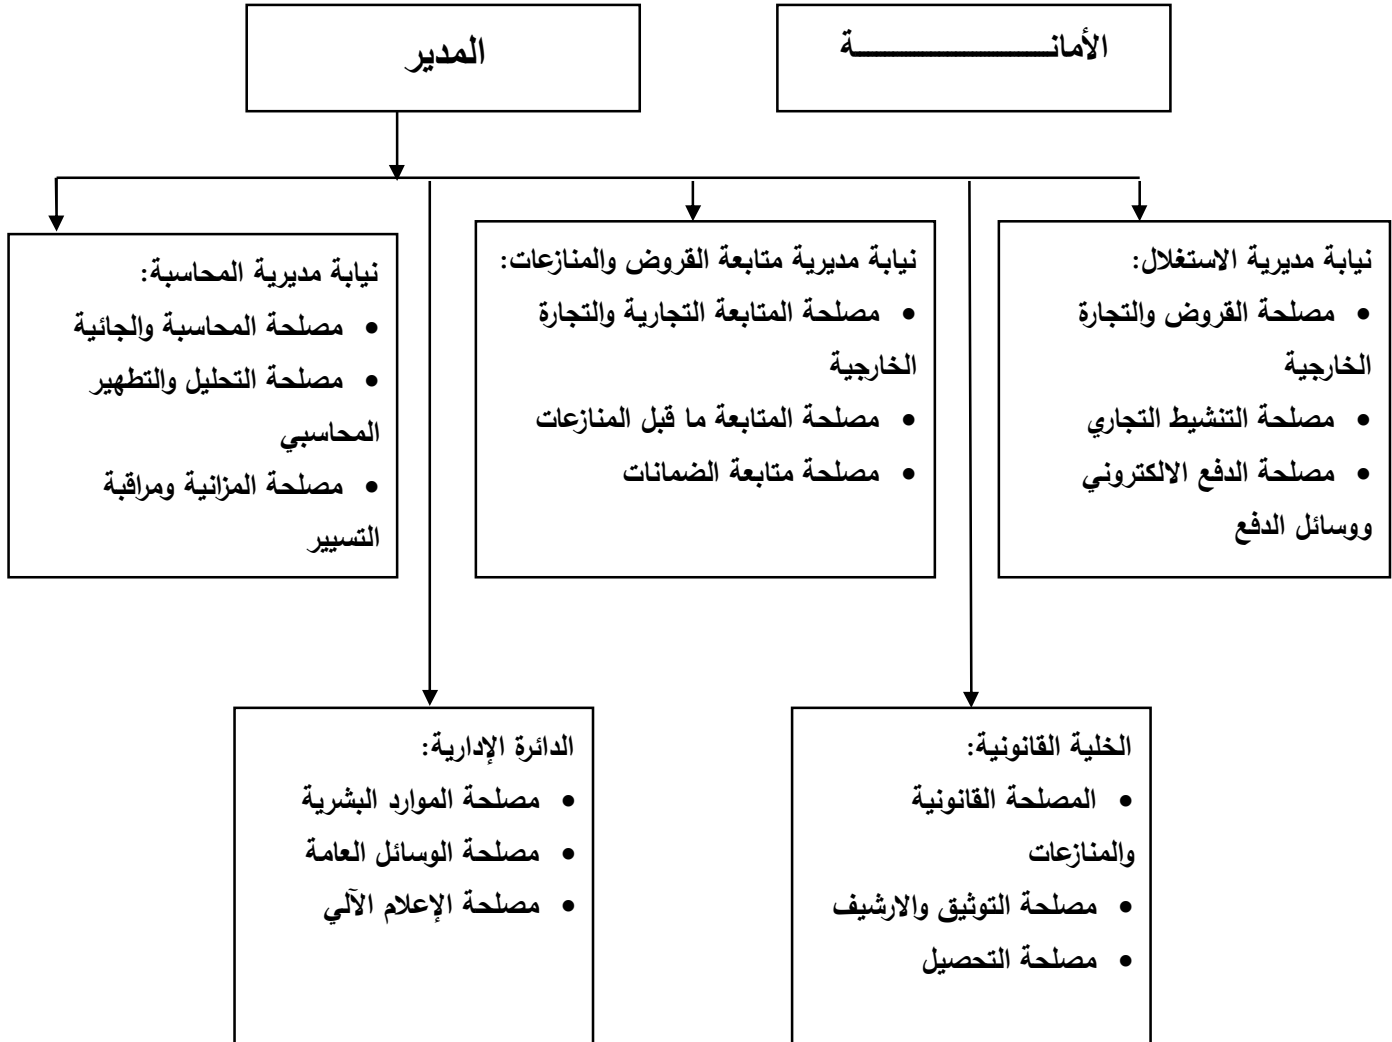 الأمانـــــــــــــــــــــة
المدير
نيابة مديرية الاستغلال:
• مصلحة القروض والتجارة
الخارجية
• مصلحة التنشيط التجاري
• مصلحة الدفع الالكتروني
ووسائل الدفع
نيابة مديرية متابعة القروض والمنازعات:
• مصلحة المتابعة التجارية والتجارة
الخارجية
• مصلحة المتابعة ما قبل المنازعات
• مصلحة متابعة الضمانات
نيابة مديرية المحاسبة:
• مصلحة المحاسبة والجائية
• مصلحة التحليل والتطهير
المحاسبي
• مصلحة المزانية ومراقبة
التسيير
الخلية القانونية:
• المصلحة القانونية
والمنازعات
• مصلحة التوثيق والارشيف
• مصلحة التحصيل
الدائرة الإدارية:
• مصلحة الموارد البشرية
• مصلحة الوسائل العامة
• مصلحة الإعلام الآلي